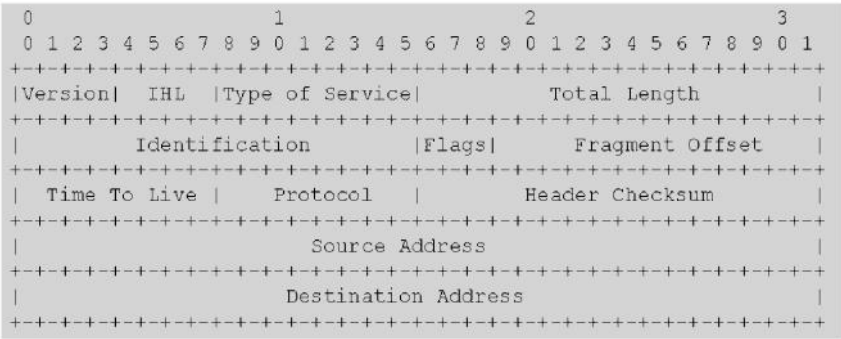 0                   1                   2                   3
0 1 2 3 4 5 6 7 8 9 0 1 2 3 4 5 6 7 8 9 0 1 2 3 4 5 6 7 8 9 0 1
+-+-+-+-+-+-+-+-+-+-+-+-+-+-+-+-+-+-+-+-+-+-+-+-+-+-+-+-+-+-+-+-+
|Version|  IHL  |Type of Service|          Total Length         |
+-+-+-+-+-+-+-+-+-+-+-+-+-+-+-+-+-+-+-+-+-+-+-+-+-+-+-+-+-+-+-+-+
|         Identification        |Flags|      Fragment Offset    |
+-+-+-+-+-+-+-+-+-+-+-+-+-+-+-+-+-+-+-+-+-+-+-+-+-+-+-+-+-+-+-+-+
|  Time To Live |    Protocol   |        Header Checksum        |
+-+-+-+-+-+-+-+-+-+-+-+-+-+-+-+-+-+-+-+-+-+-+-+-+-+-+-+-+-+-+-+-+
|                       Source Address                          |
+-+-+-+-+-+-+-+-+-+-+-+-+-+-+-+-+-+-+-+-+-+-+-+-+-+-+-+-+-+-+-+-+
|                     Destination Address                       |
+-+-+-+-+-+-+-+-+-+-+-+-+-+-+-+-+-+-+-+-+-+-+-+-+-+-+-+-+-+-+-+-+